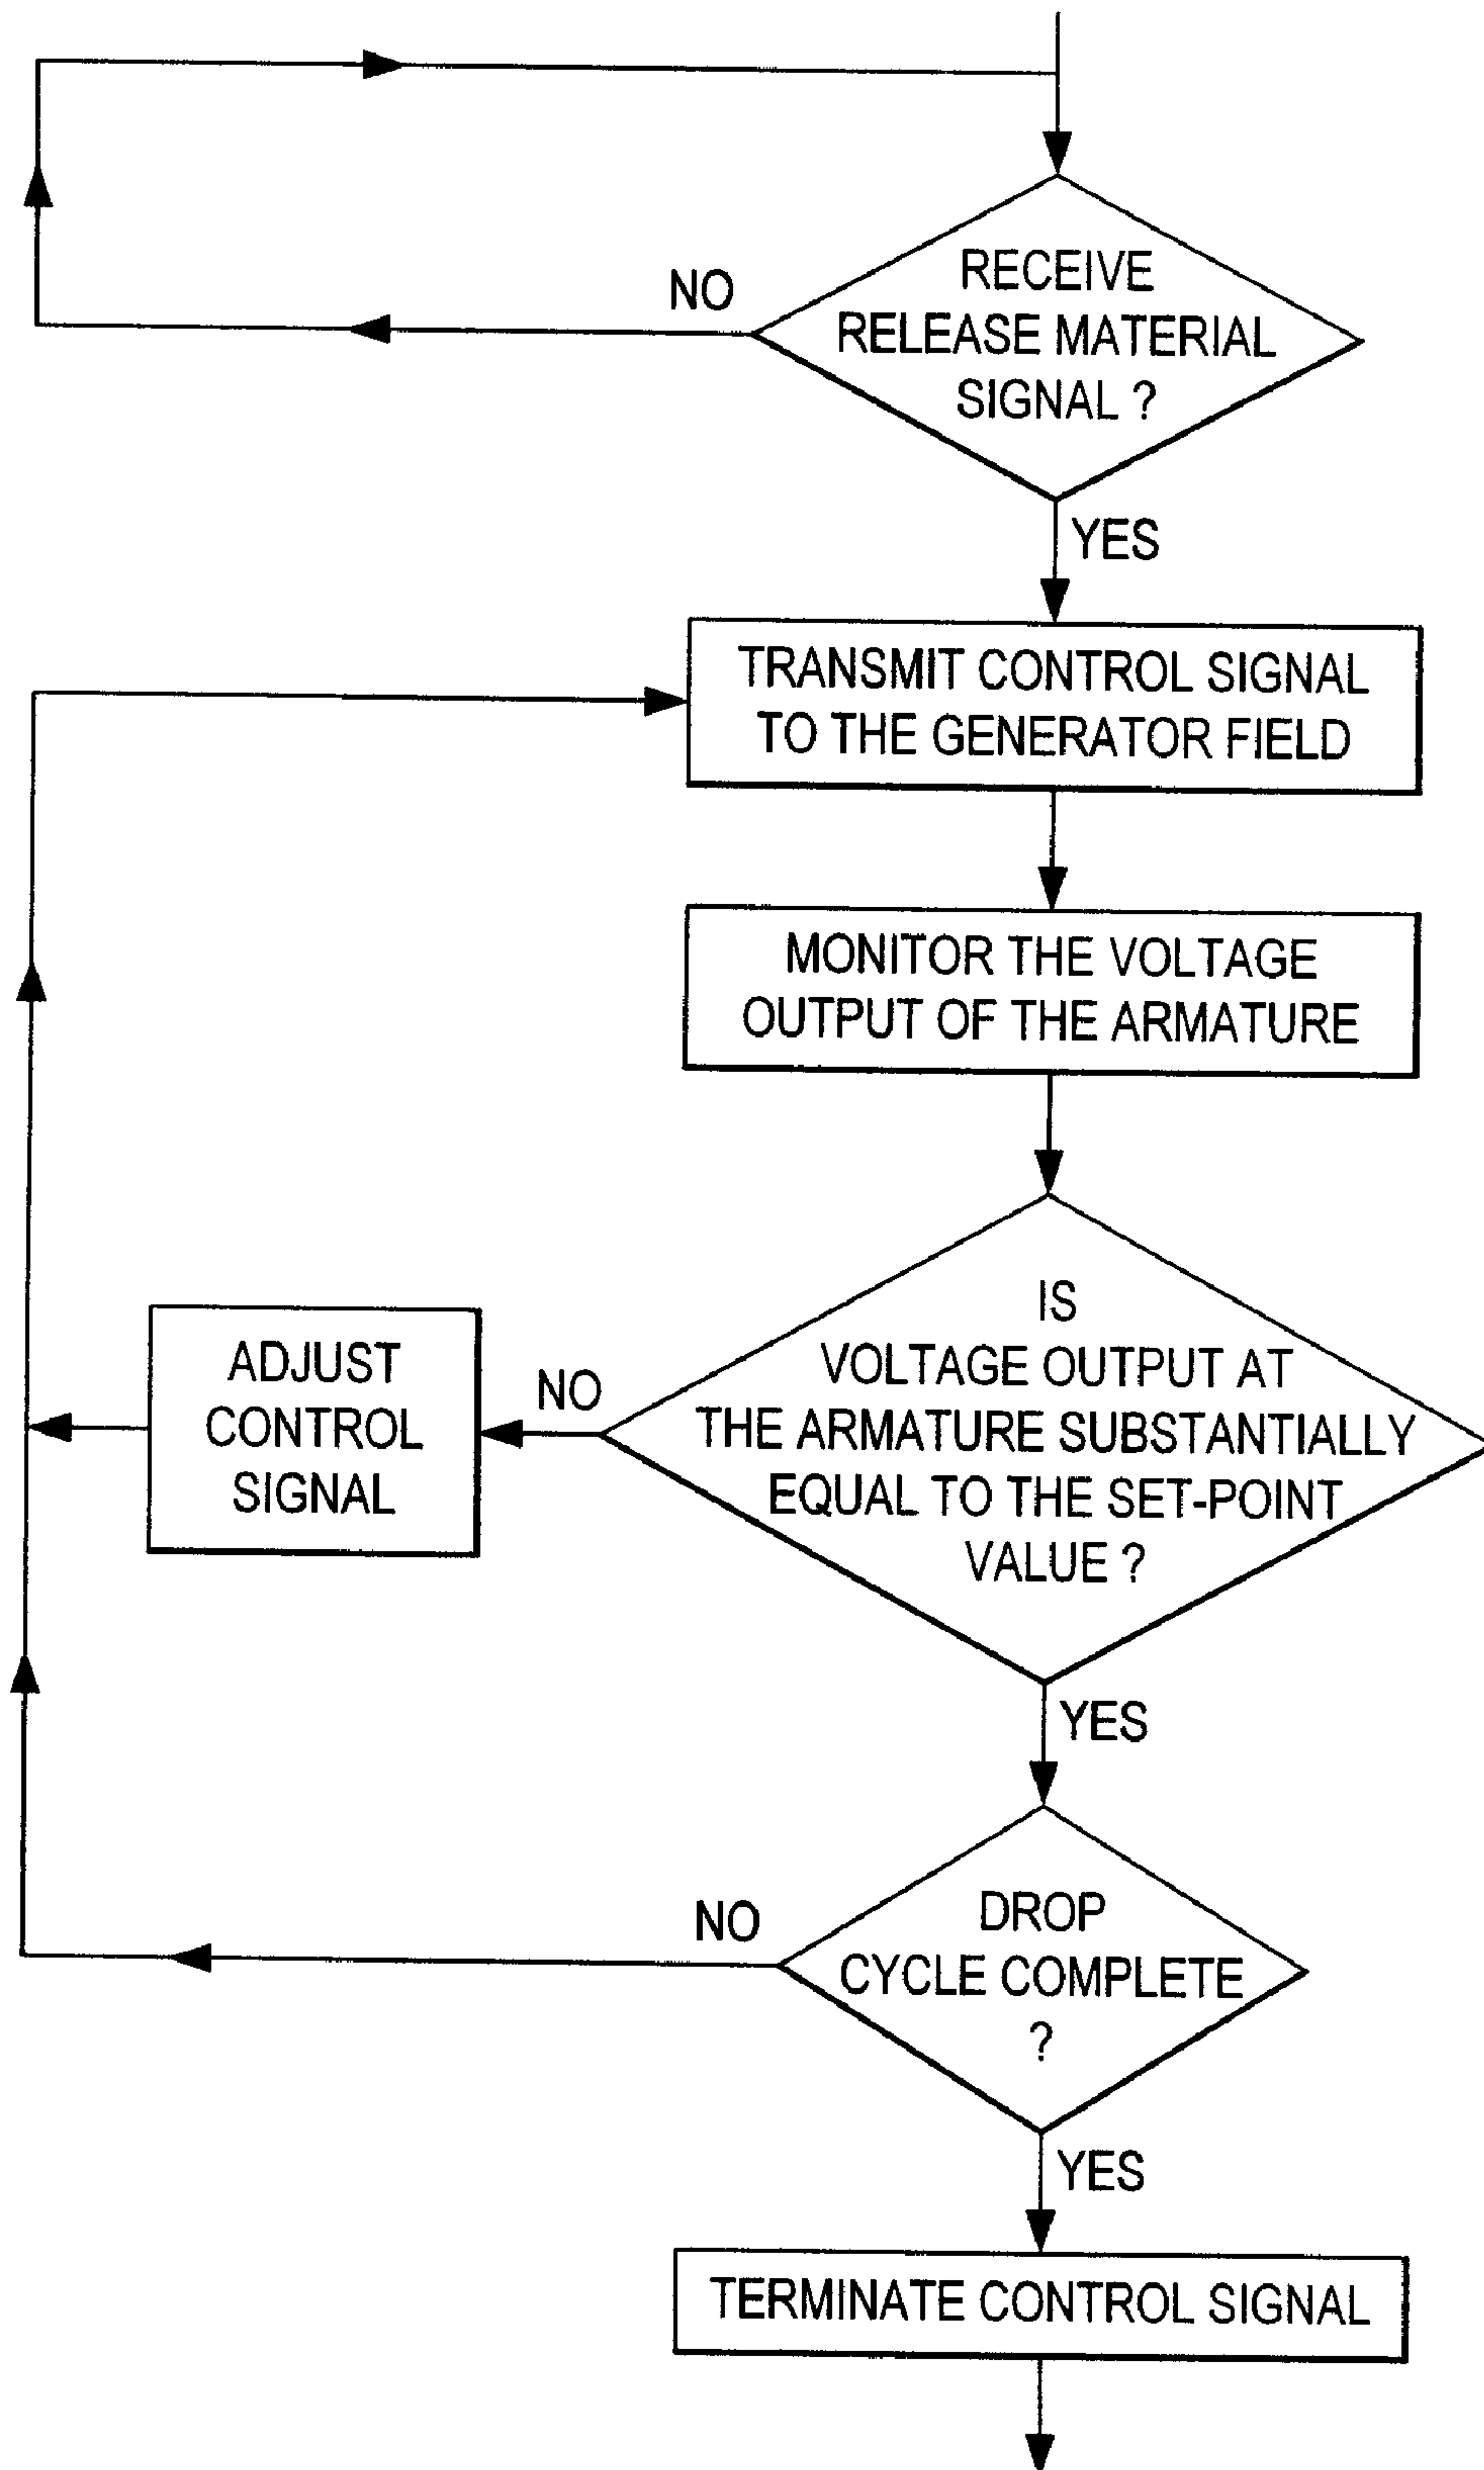 RECEIVE
RELEASE MATERIAL
SIGNAL ?
NO
YES
TRANSMIT CONTROL SIGNAL
TO THE GENERATOR FIELD
MONITOR THE VOLTAGE
OUTPUT OF THE ARMATURE
IS
VOLTAGE OUTPUT AT
THE ARMATURE SUBSTANTIALLY
EQUAL TO THE SET-POINT
VALUE ?
NO
ADJUST
CONTROL
SIGNAL
YES
DROP
CYCLE COMPLETE
?
NO
YES
TERMINATE CONTROL SIGNAL